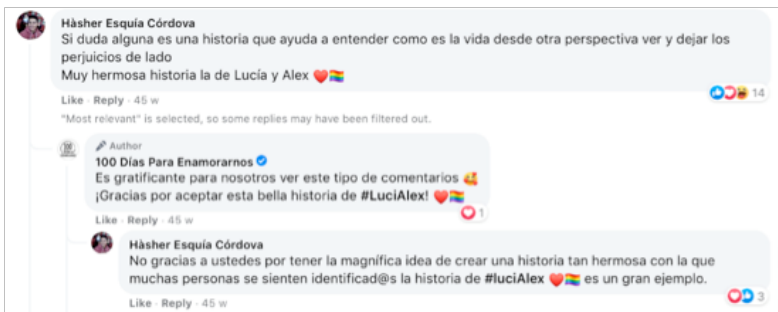 Hàsher Esquía Córdova
Si duda alguna es una historia que ayuda a entender como es la vida desde otra perspectiva ver y dejar los
perjuicios de lado
Muy hermosa historia la de Lucía y Alex ❤️🏳️‍🌈
14
Like · Reply · 45 w
"Most relevant" is selected, so some replies may have been filtered out.
Author
100 Días Para Enamorarnos
Es gratificante para nosotros ver este tipo de comentarios 🥰
¡Gracias por aceptar esta bella historia de #LuciAlex! ❤️🏳️‍🌈
1
Like · Reply · 45 w
Hàsher Esquía Córdova
No gracias a ustedes por tener la magnífica idea de crear una historia tan hermosa con la que
muchas personas se sienten identificad@s la historia de #luciAlex ❤️🏳️‍🌈 es un gran ejemplo.
3
Like · Reply · 45 w